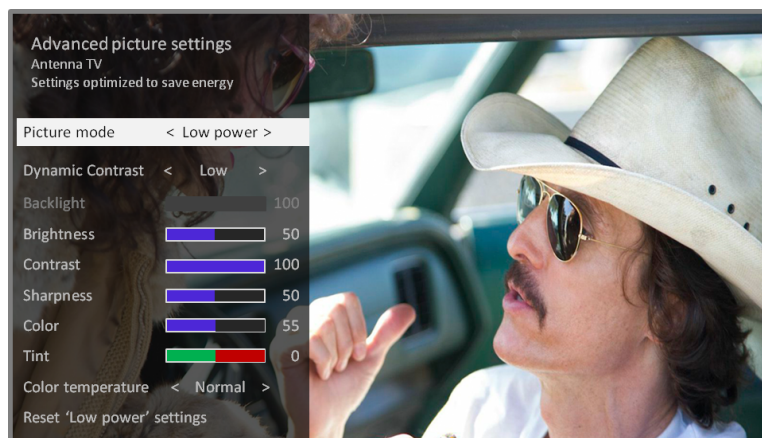 Advanced picture settings
Antenna TV
Settings optimized to save energy
Picture mode < Low power >
Dynamic Contrast < Low >
Backlight 100
Brightness 50
Contrast 100
Sharpness 50
Color 55
Tint 0
Color temperature < Normal >
Reset ‘Low power’ settings